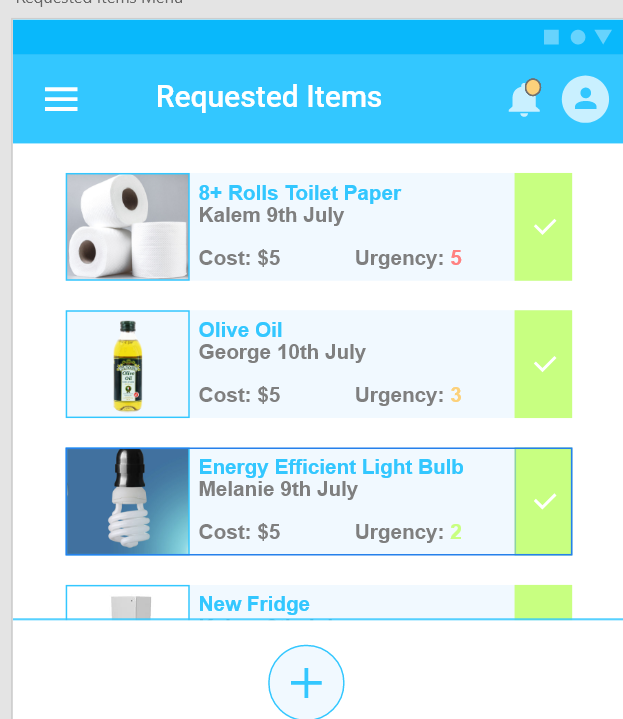 Requested Items Menu
Requested Items
8+ Rolls Toilet Paper
Kalem 9th July
Cost: $5 Urgency: 5
Olive Oil
George 10th July
Cost: $5 Urgency: 3
Energy Efficient Light Bulb
Melanie 9th July
Cost: $5 Urgency: 2
New Fridge